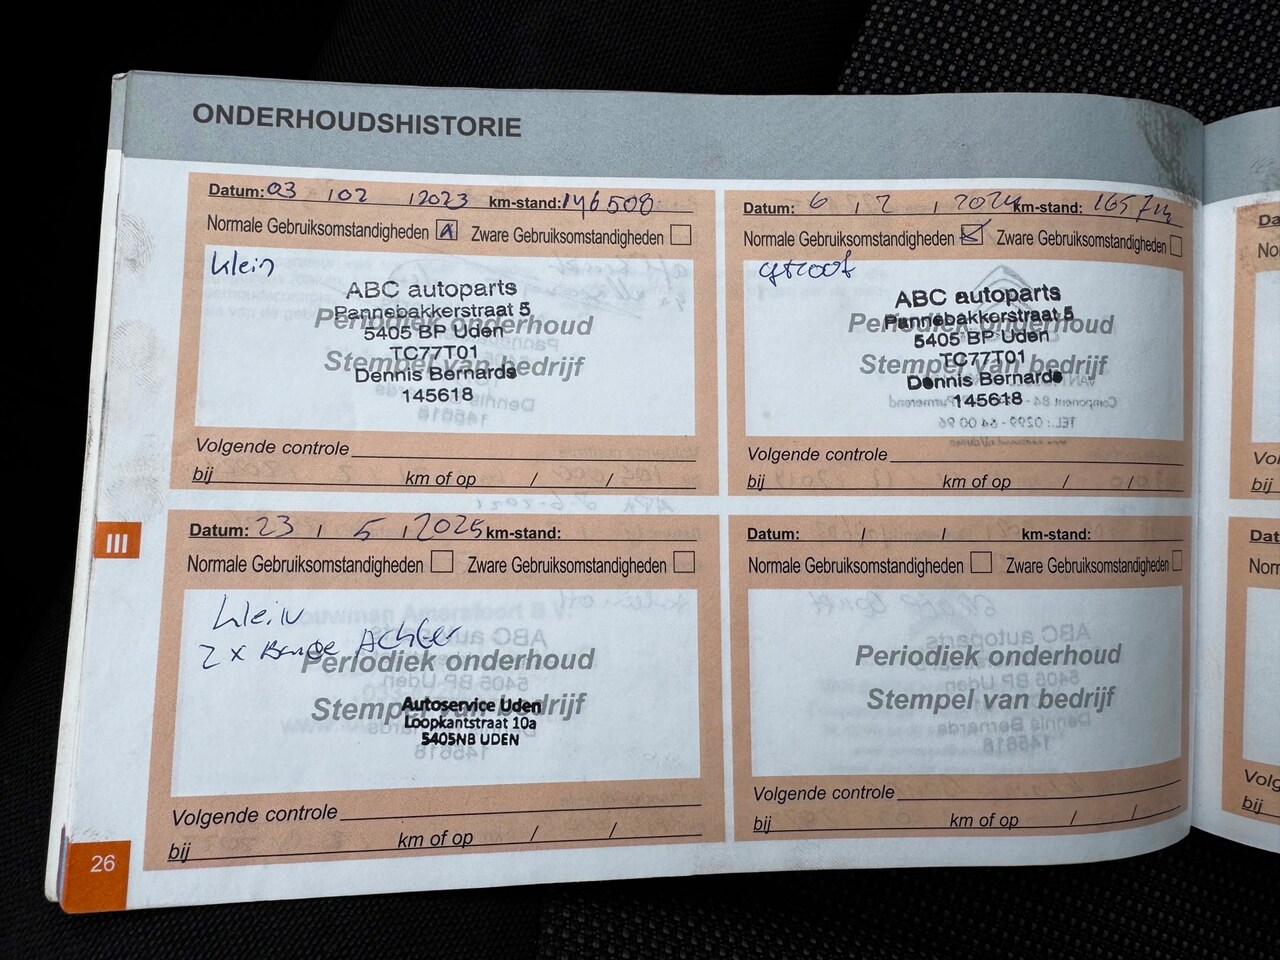 ONDERHOUDSHISTORIE
Datum: 03 / 02 / 2023 km-stand: 146508
Normale Gebruiksomstandigheden Zware Gebruiksomstandigheden
klein
ABC autoparts
Pannebakkerstraat 5
Periodiek onderhoud
5405 BP Uden
TC77T01
Stempel van bedrijf
Dennis Bernards
145618
Volgende controle
bij km of op / /
Datum: 6 / 2 / 2024 km-stand: 165714
Normale Gebruiksomstandigheden Zware Gebruiksomstandigheden
groot
ABC autoparts
Pannebakkerstraat 5
Periodiek onderhoud
5405 BP Uden
TC77T01
Stempel van bedrijf
Dennis Bernards
145618
Volgende controle
bij km of op / /
III
Datum: 23 / 5 / 2025 km-stand:
Normale Gebruiksomstandigheden Zware Gebruiksomstandigheden
klein
2 x Bande Achter
Periodiek onderhoud
Stempel van bedrijf
Autoservice Uden
Loopkantstraat 10a
5405NB UDEN
Volgende controle
bij km of op / /
Datum: / / km-stand:
Normale Gebruiksomstandigheden Zware Gebruiksomstandigheden
Periodiek onderhoud
Stempel van bedrijf
Volgende controle
bij km of op / /
26
bij
bij